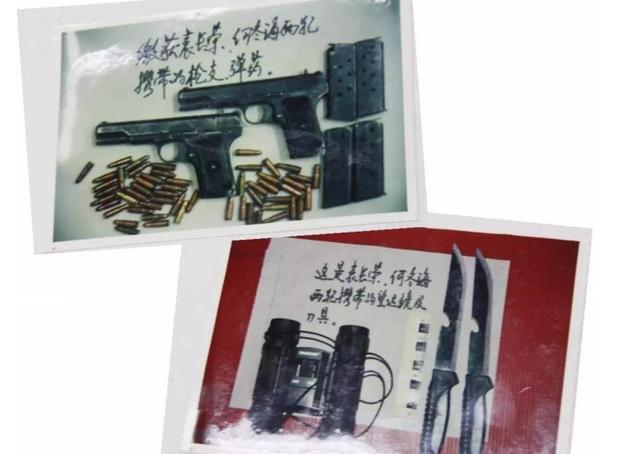 缴获袁长荣、何冬海两犯
携带的枪支、弹药。
这是袁长荣、何冬海
两犯携带的望远镜及
刀具。